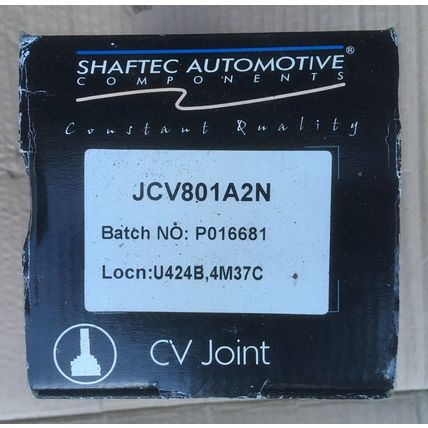 SHAFTEC AUTOMOTIVE®
COMPONENTS
Constant Quality
JCV801A2N
Batch NO: P016681
Locn:U424B,4M37C
CV Joint